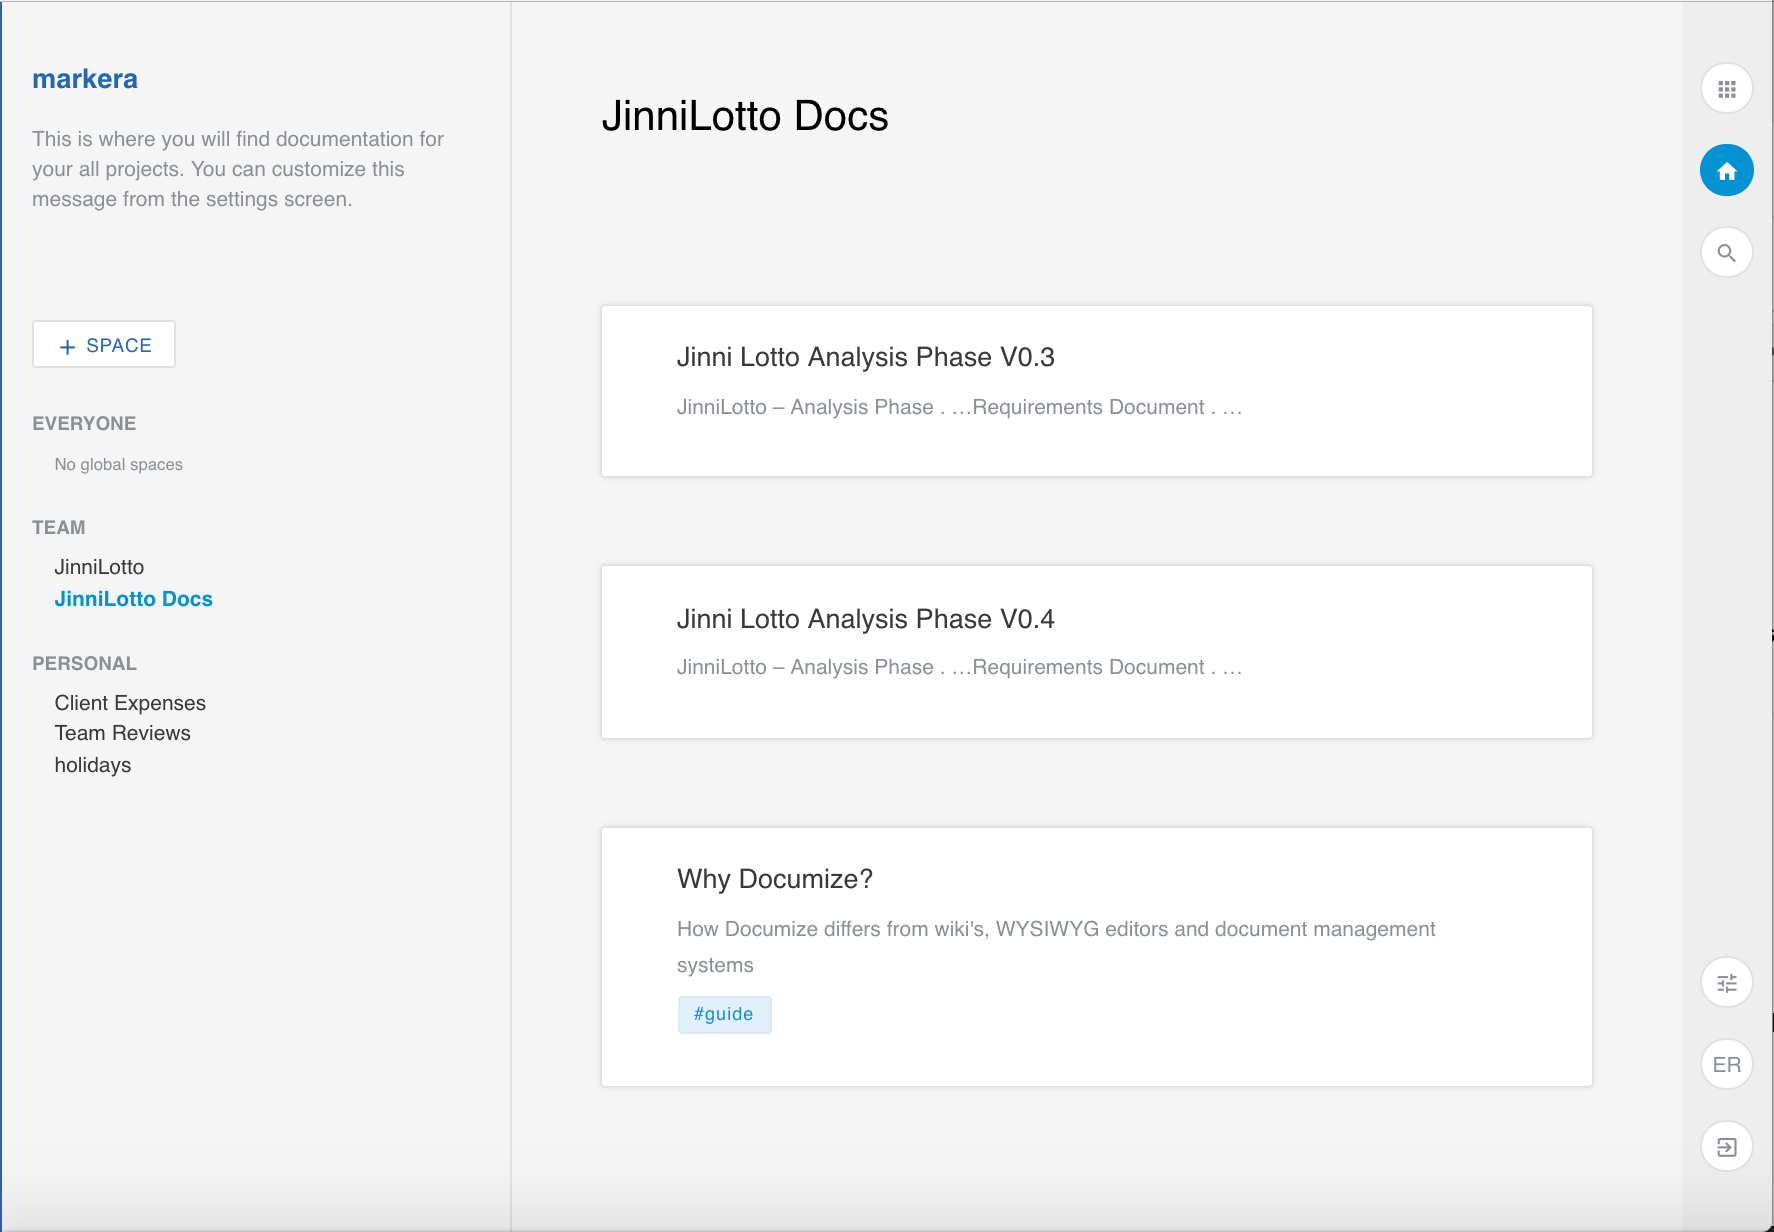 markera
This is where you will find documentation for
your all projects. You can customize this
message from the settings screen.
+ SPACE
EVERYONE
No global spaces
TEAM
JinniLotto
JinniLotto Docs
PERSONAL
Client Expenses
Team Reviews
holidays
JinniLotto Docs
Jinni Lotto Analysis Phase V0.3
JinniLotto – Analysis Phase . …Requirements Document . …
Jinni Lotto Analysis Phase V0.4
JinniLotto – Analysis Phase . …Requirements Document . …
Why Documize?
How Documize differs from wiki's, WYSIWYG editors and document management
systems
#guide
ER